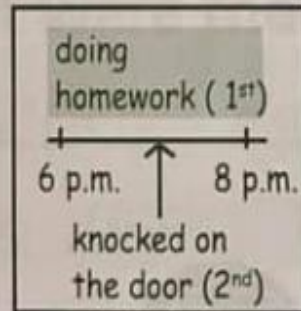 doing
homework ( 1st)
6 p.m. 8 p.m.
knocked on
the door (2nd)